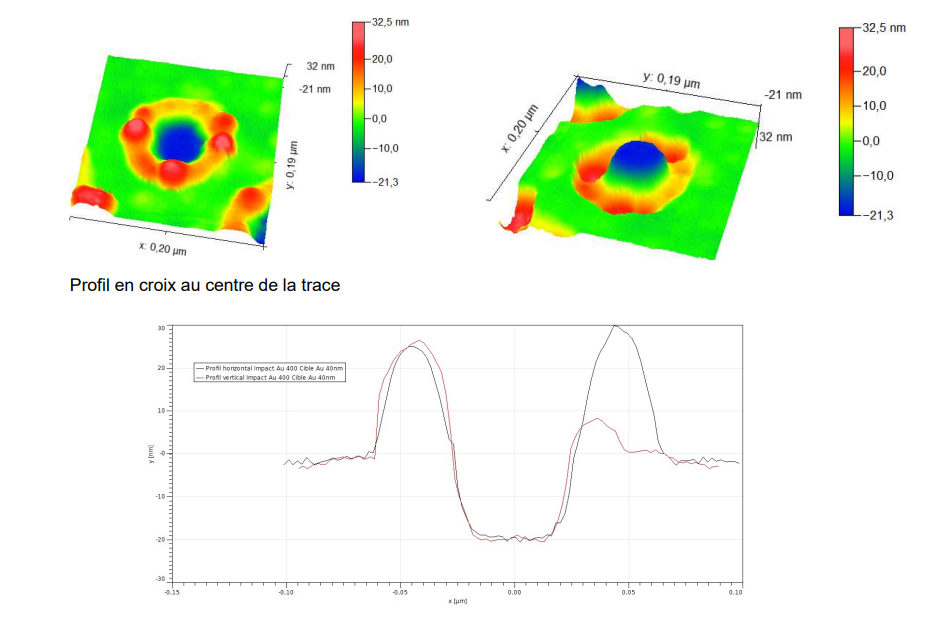 32,5 nm
20,0
10,0
0,0
−10,0
−21,3
32 nm
-21 nm
y: 0,19 µm
x: 0,20 µm
32,5 nm
20,0
10,0
0,0
−10,0
−21,3
y: 0,19 µm
-21 nm
32 nm
x: 0,20 µm
Profil en croix au centre de la trace
Profil horizontal Impact Au 400 Cible Au 40nm
Profil vertical Impact Au 400 Cible Au 40nm
y [nm]
30
20
10
-0
-10
-20
-30
-0.15
-0.10
-0.05
0.00
0.05
0.10
x [µm]